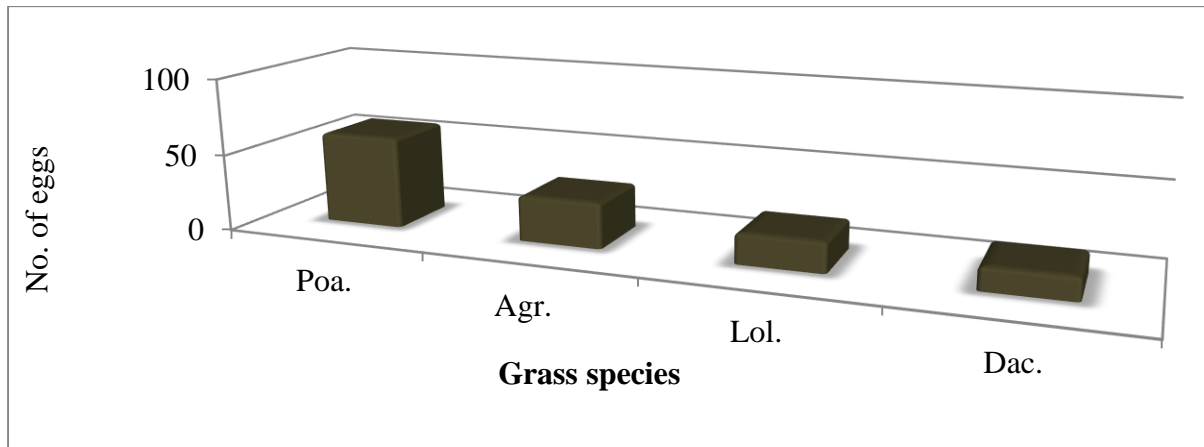 No. of eggs
100
50
0
Poa.
Agr.
Lol.
Dac.
Grass species